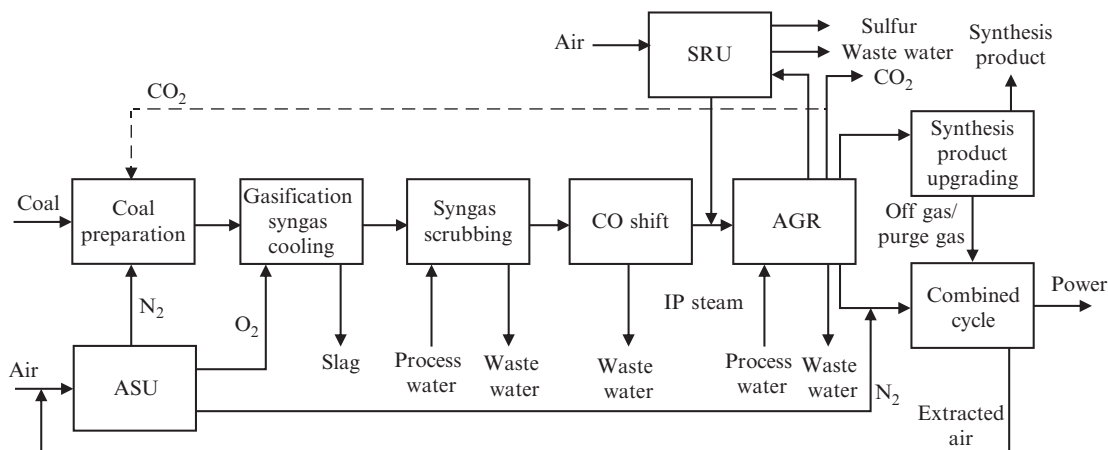 Air
SRU
Sulfur
Waste water
CO₂
Synthesis
product
CO₂
Coal
Coal
preparation
Gasification
syngas
cooling
Syngas
scrubbing
CO shift
AGR
Synthesis
product
upgrading
Off gas/
purge gas
N₂
O₂
IP steam
Combined
cycle
Power
Air
ASU
Slag
Process
water
Waste
water
Waste
water
Process
water
Waste
water
N₂
Extracted
air